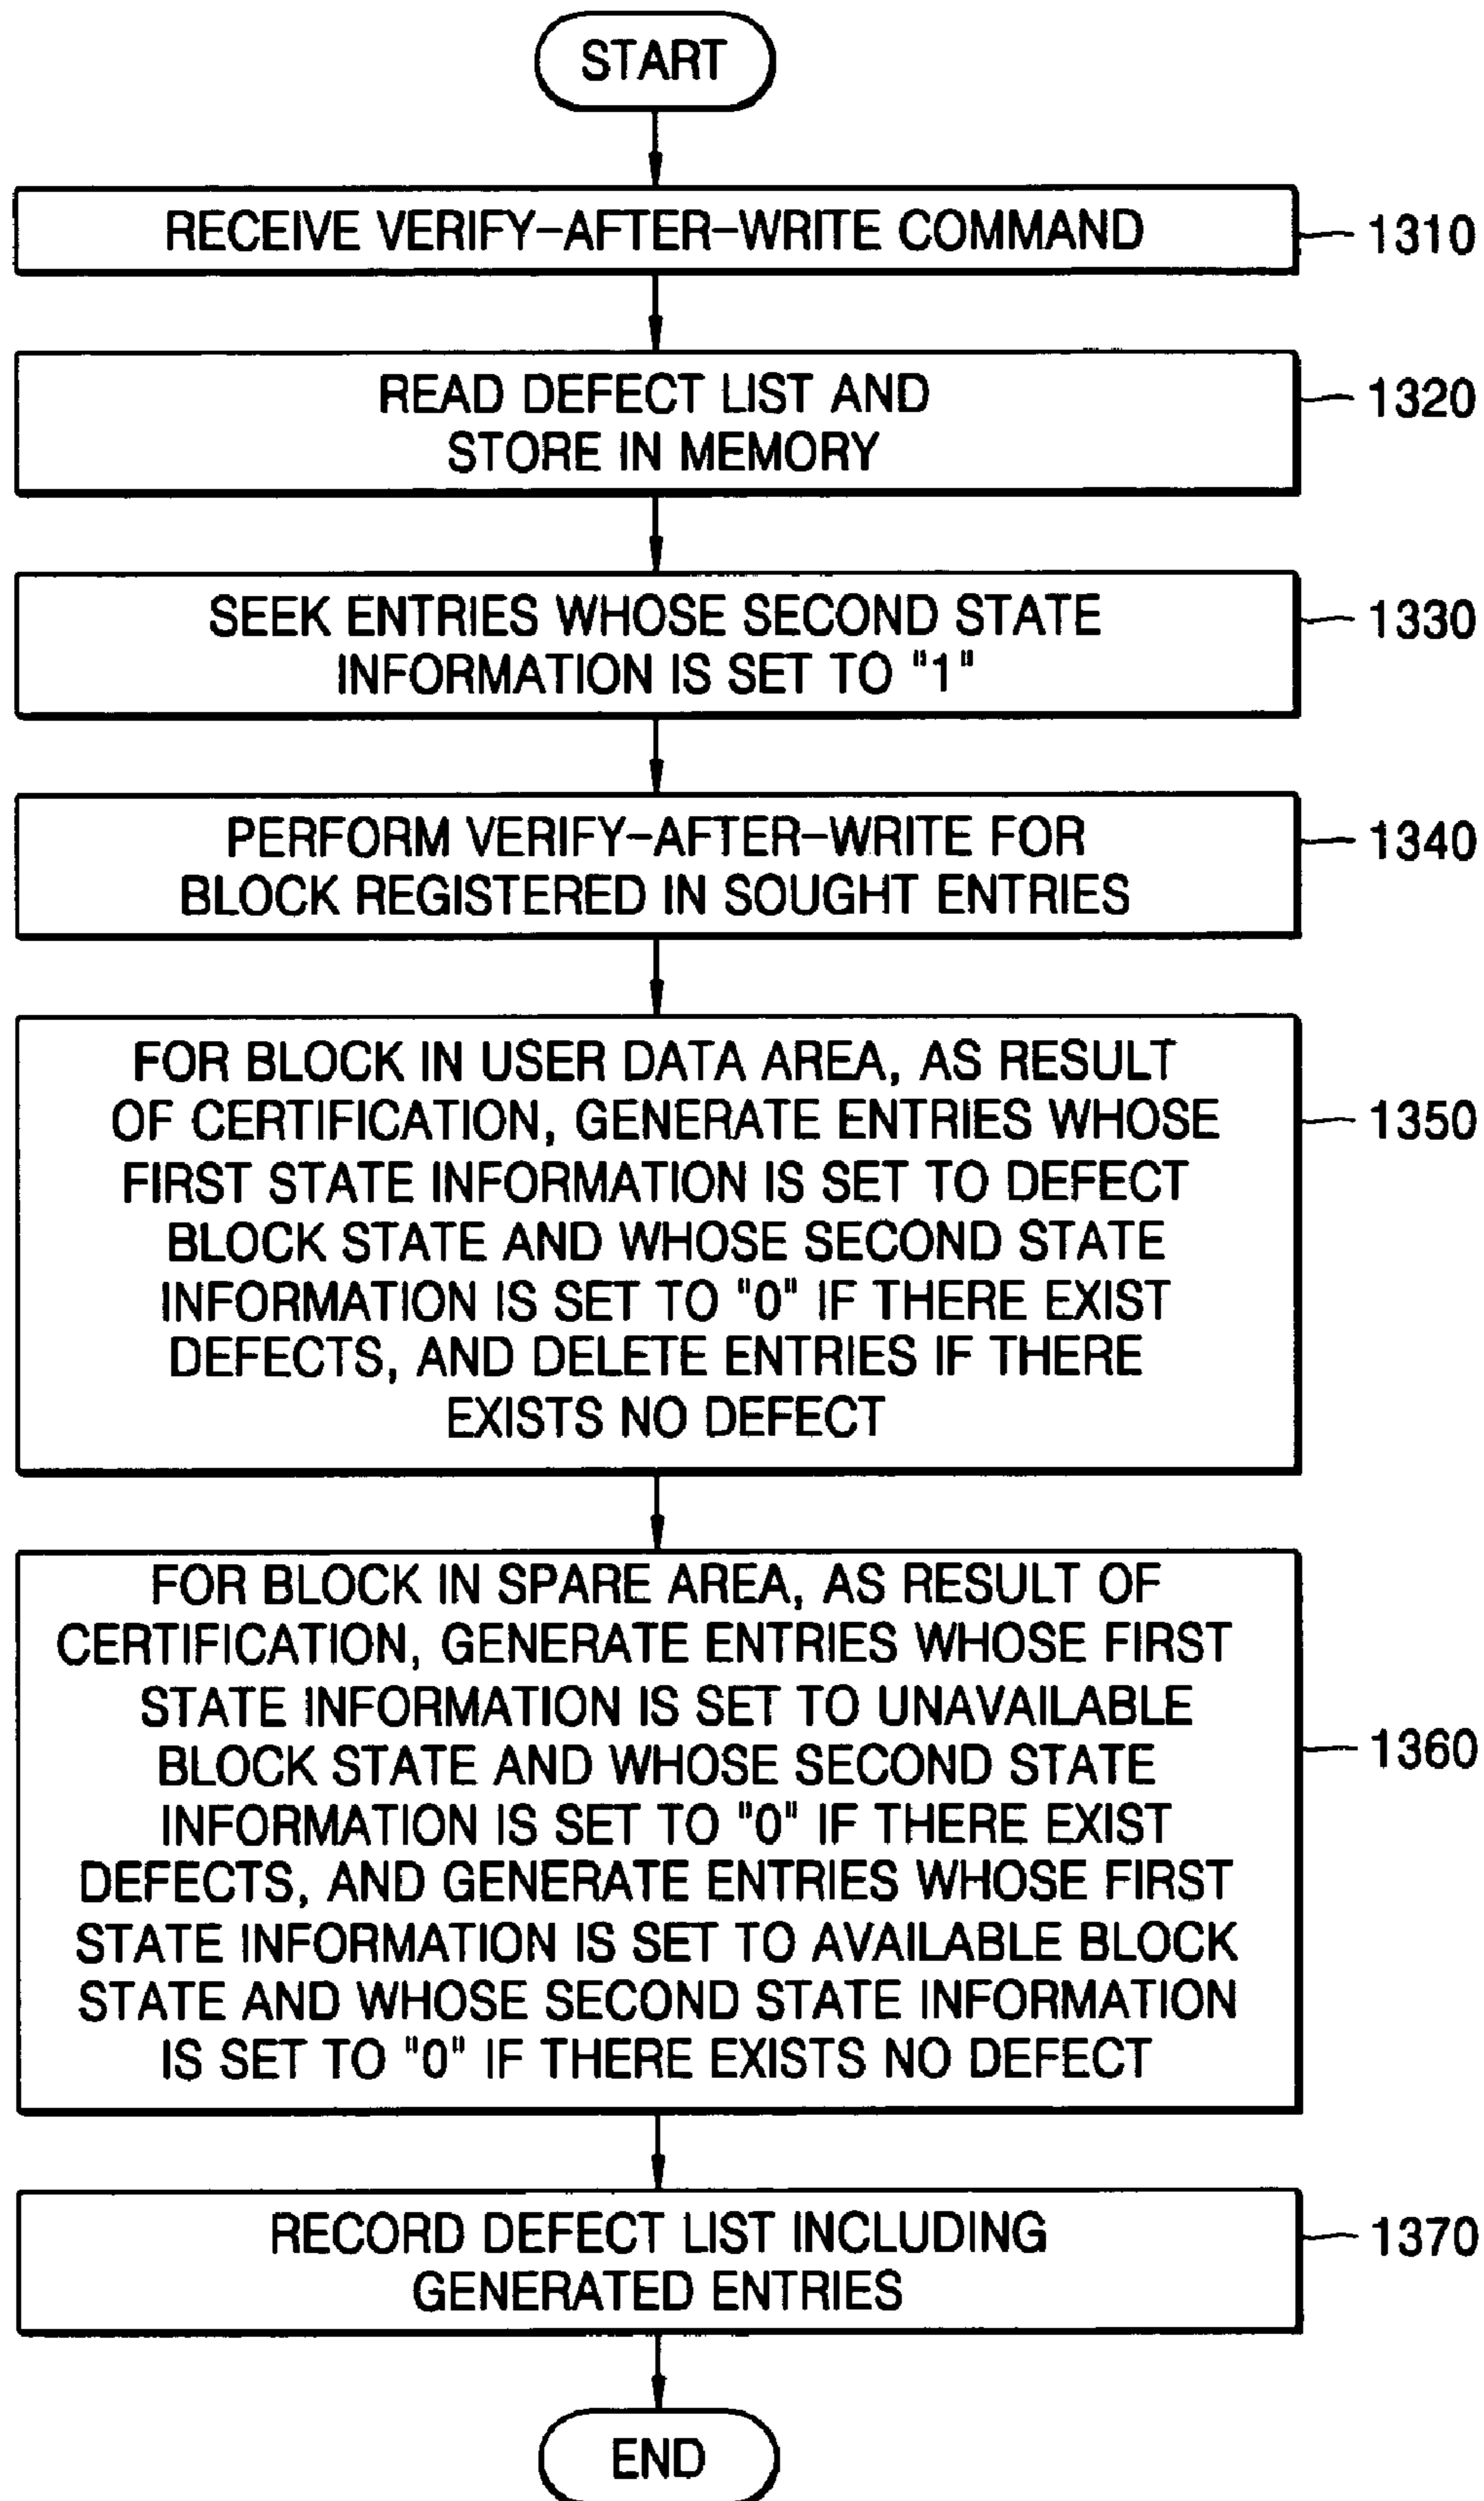 START
RECEIVE VERIFY-AFTER-WRITE COMMAND
1310
READ DEFECT LIST AND
STORE IN MEMORY
1320
SEEK ENTRIES WHOSE SECOND STATE
INFORMATION IS SET TO "1"
1330
PERFORM VERIFY-AFTER-WRITE FOR
BLOCK REGISTERED IN SOUGHT ENTRIES
1340
FOR BLOCK IN USER DATA AREA, AS RESULT
OF CERTIFICATION, GENERATE ENTRIES WHOSE
FIRST STATE INFORMATION IS SET TO DEFECT
BLOCK STATE AND WHOSE SECOND STATE
INFORMATION IS SET TO "0" IF THERE EXIST
DEFECTS, AND DELETE ENTRIES IF THERE
EXISTS NO DEFECT
1350
FOR BLOCK IN SPARE AREA, AS RESULT OF
CERTIFICATION, GENERATE ENTRIES WHOSE FIRST
STATE INFORMATION IS SET TO UNAVAILABLE
BLOCK STATE AND WHOSE SECOND STATE
INFORMATION IS SET TO "0" IF THERE EXIST
DEFECTS, AND GENERATE ENTRIES WHOSE FIRST
STATE INFORMATION IS SET TO AVAILABLE BLOCK
STATE AND WHOSE SECOND STATE INFORMATION
IS SET TO "0" IF THERE EXISTS NO DEFECT
1360
RECORD DEFECT LIST INCLUDING
GENERATED ENTRIES
1370
END